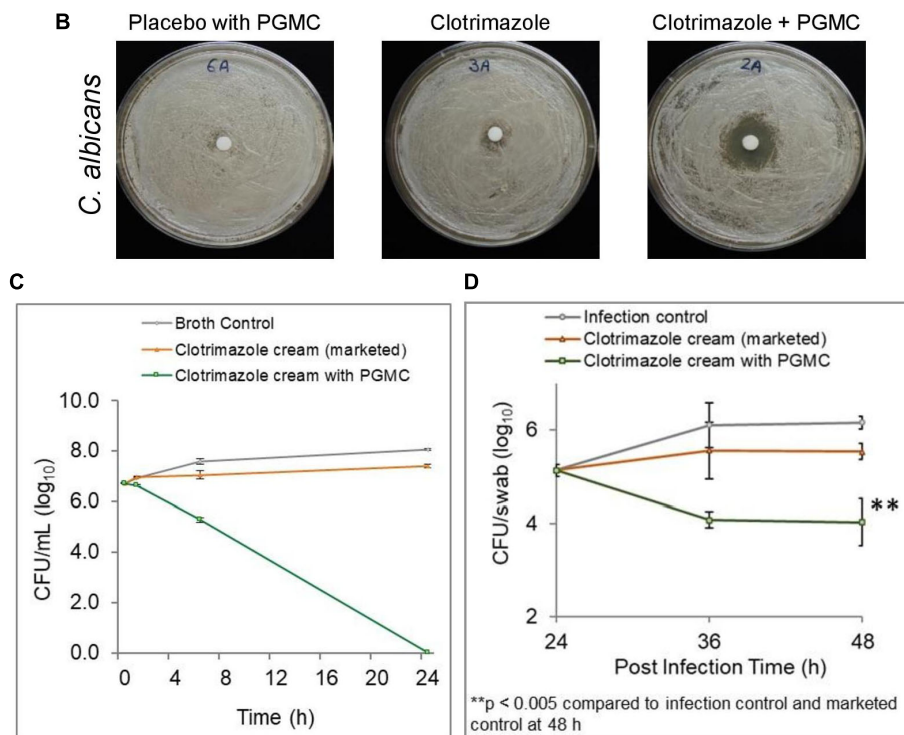 B
Placebo with PGMC
Clotrimazole
Clotrimazole + PGMC
C. albicans
6A
3A
2A
C
Broth Control
Clotrimazole cream (marketed)
Clotrimazole cream with PGMC
CFU/mL (log10)
10.0
8.0
6.0
4.0
2.0
0.0
0 4 8 12 16 20 24
Time (h)
D
Infection control
Clotrimazole cream (marketed)
Clotrimazole cream with PGMC
CFU/swab (log10)
6
4
2
**
24 36 48
Post Infection Time (h)
**p < 0.005 compared to infection control and marketed
control at 48 h